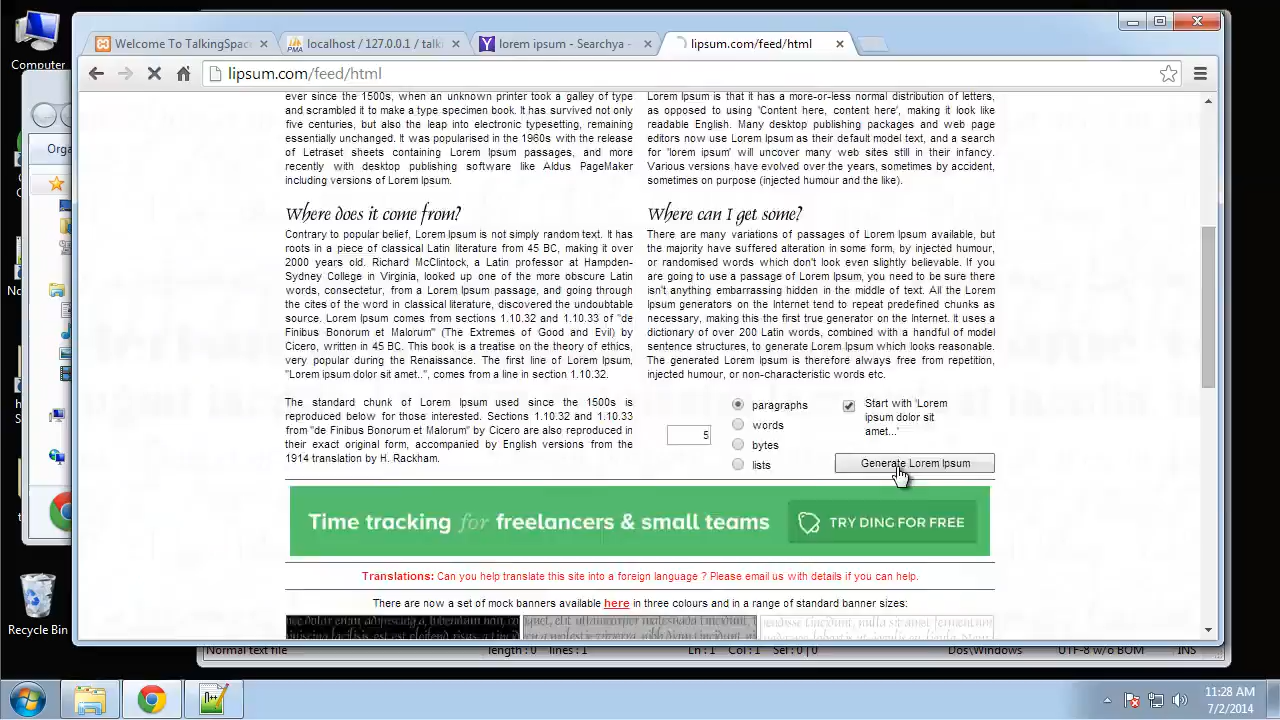 Computer
Welcome To TalkingSpac
localhost / 127.0.0.1 / talki
lorem ipsum - Searchya -
lipsum.com/feed/html
lipsum.com/feed/html
Orga
ever since the 1500s, when an unknown printer took a galley of type
and scrambled it to make a type specimen book. It has survived not only
five centuries, but also the leap into electronic typesetting, remaining
essentially unchanged. It was popularised in the 1960s with the release
of Letraset sheets containing Lorem Ipsum passages, and more
recently with desktop publishing software like Aldus PageMaker
including versions of Lorem Ipsum.
Lorem Ipsum is that it has a more-or-less normal distribution of letters,
as opposed to using 'Content here, content here', making it look like
readable English. Many desktop publishing packages and web page
editors now use Lorem Ipsum as their default model text, and a search
for 'lorem ipsum' will uncover many web sites still in their infancy.
Various versions have evolved over the years, sometimes by accident,
sometimes on purpose (injected humour and the like).
Where does it come from?
Contrary to popular belief, Lorem Ipsum is not simply random text. It has
roots in a piece of classical Latin literature from 45 BC, making it over
2000 years old. Richard McClintock, a Latin professor at Hampden-
Sydney College in Virginia, looked up one of the more obscure Latin
words, consectetur, from a Lorem Ipsum passage, and going through
the cites of the word in classical literature, discovered the undoubtable
source. Lorem Ipsum comes from sections 1.10.32 and 1.10.33 of "de
Finibus Bonorum et Malorum" (The Extremes of Good and Evil) by
Cicero, written in 45 BC. This book is a treatise on the theory of ethics,
very popular during the Renaissance. The first line of Lorem Ipsum,
"Lorem ipsum dolor sit amet..", comes from a line in section 1.10.32.
The standard chunk of Lorem Ipsum used since the 1500s is
reproduced below for those interested. Sections 1.10.32 and 1.10.33
from "de Finibus Bonorum et Malorum" by Cicero are also reproduced in
their exact original form, accompanied by English versions from the
1914 translation by H. Rackham.
Where can I get some?
There are many variations of passages of Lorem Ipsum available, but
the majority have suffered alteration in some form, by injected humour,
or randomised words which don't look even slightly believable. If you
are going to use a passage of Lorem Ipsum, you need to be sure there
isn't anything embarrassing hidden in the middle of text. All the Lorem
Ipsum generators on the Internet tend to repeat predefined chunks as
necessary, making this the first true generator on the Internet. It uses a
dictionary of over 200 Latin words, combined with a handful of model
sentence structures, to generate Lorem Ipsum which looks reasonable.
The generated Lorem Ipsum is therefore always free from repetition,
injected humour, or non-characteristic words etc.
5
paragraphs
words
bytes
lists
Start with 'Lorem
ipsum dolor sit
amet...'
Generate Lorem Ipsum
Time tracking for freelancers & small teams
TRY DING FOR FREE
Translations: Can you help translate this site into a foreign language ? Please email us with details if you can help.
There are now a set of mock banners available here in three colours and in a range of standard banner sizes:
Recycle Bin
Normal text file
length : 0 lines : 1
Ln : 1 Col : 1 Sel : 0 | 0
Dos\Windows
UTF-8 w/o BOM
INS
11:28 AM
7/2/2014